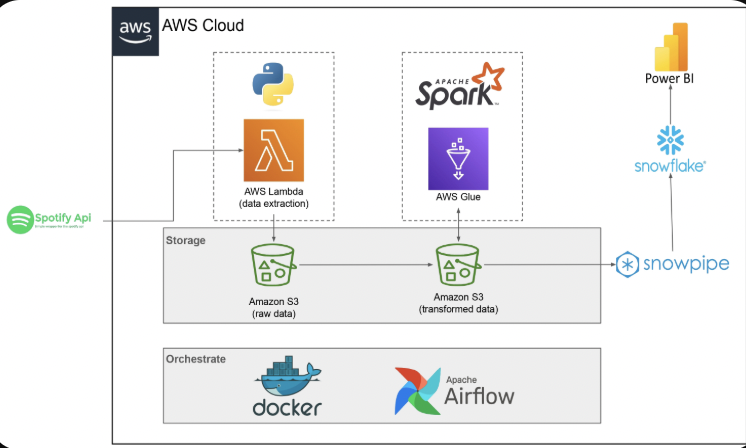 aws
AWS Cloud
Power BI
APACHE
Spark
AWS Lambda
(data extraction)
AWS Glue
snowflake
Spotify Api
Storage
Amazon S3
(raw data)
Amazon S3
(transformed data)
snowpipe
Orchestrate
docker
Apache
Airflow